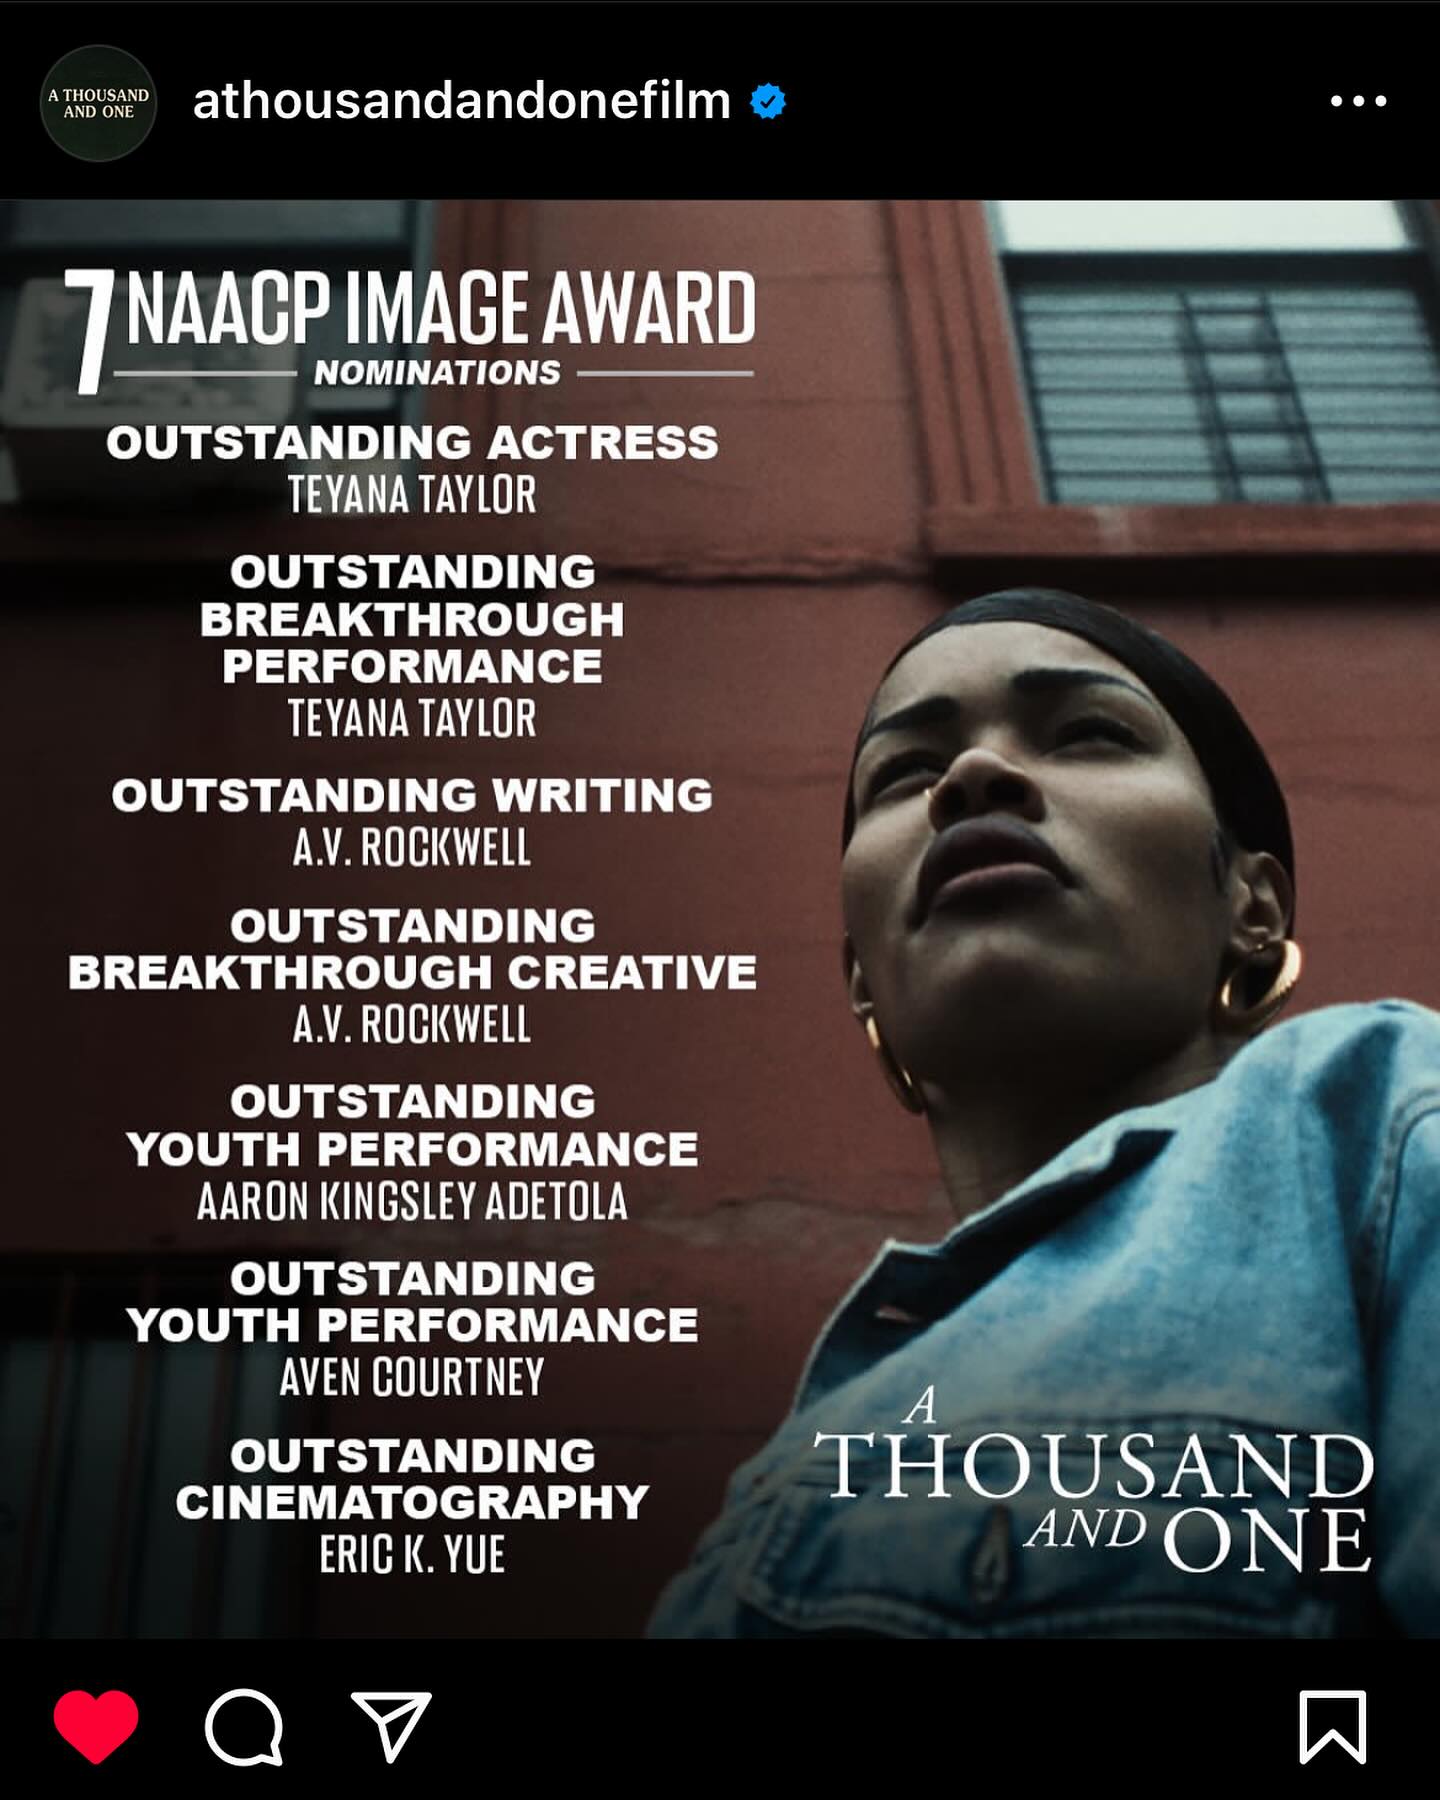 A THOUSAND
AND ONE
athousandandonefilm
7 NAACP IMAGE AWARD
NOMINATIONS
OUTSTANDING ACTRESS
TEYANA TAYLOR
OUTSTANDING
BREAKTHROUGH
PERFORMANCE
TEYANA TAYLOR
OUTSTANDING WRITING
A.V. ROCKWELL
OUTSTANDING
BREAKTHROUGH CREATIVE
A.V. ROCKWELL
OUTSTANDING
YOUTH PERFORMANCE
AARON KINGSLEY ADETOLA
OUTSTANDING
YOUTH PERFORMANCE
AVEN COURTNEY
OUTSTANDING
CINEMATOGRAPHY
ERIC K. YUE
A
THOUSAND
AND ONE